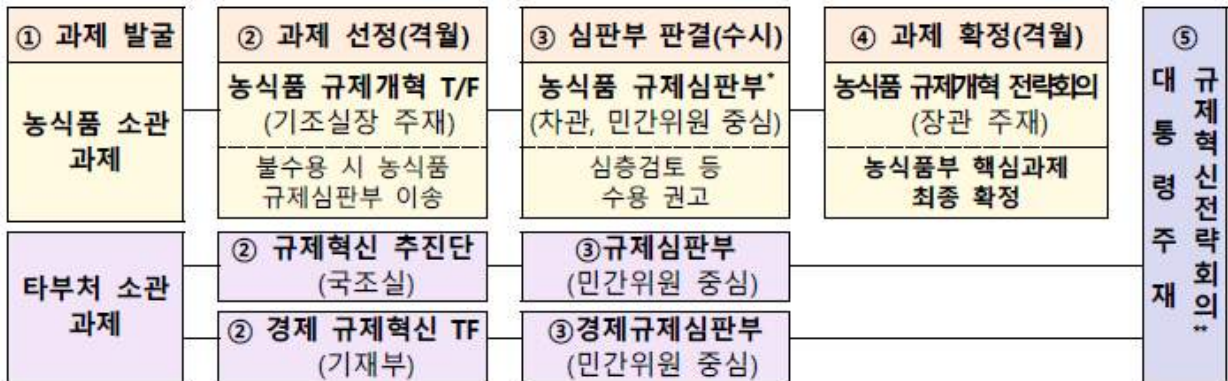 ① 과제 발굴
농식품 소관
과제
② 과제 선정(격월)
농식품 규제개혁 T/F
(기조실장 주재)
불수용 시 농식품
규제심판부 이송
③ 심판부 판결(수시)
농식품 규제심판부*
(차관, 민간위원 중심)
심층검토 등
수용 권고
④ 과제 확정(격월)
농식품 규제개혁 전략회의
(장관 주재)
농식품부 핵심과제
최종 확정
타부처 소관
과제
② 규제혁신 추진단
(국조실)
③규제심판부
(민간위원 중심)
② 경제 규제혁신 TF
(기재부)
③경제규제심판부
(민간위원 중심)
⑤
규제혁신전략회의**
대통령주재